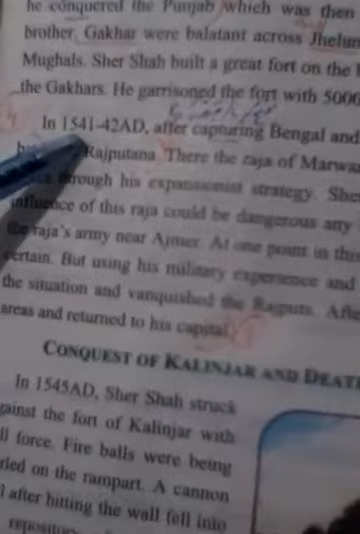 he conquered the Punjab which was then
brother. Gakhar were balatant across Jhelum
Mughals. Sher Shah built a great fort on the
the Gakhars. He garrisoned the fort with 5000
In 1541-42AD, after capturing Bengal and
Rajputana. There the raja of Marwar
through his expansionist strategy. Sher
influence of this raja could be dangerous any
the raja's army near Ajmer. At one point in this
certain. But using his military experience and
the situation and vanquished the Rajputs. After
areas and returned to his capital.
CONQUEST OF KALINJAR AND DEATH
In 1545AD, Sher Shah struck
against the fort of Kalinjar with
ll force. Fire balls were being
rled on the rampart. A cannon
l after hitting the wall fell into